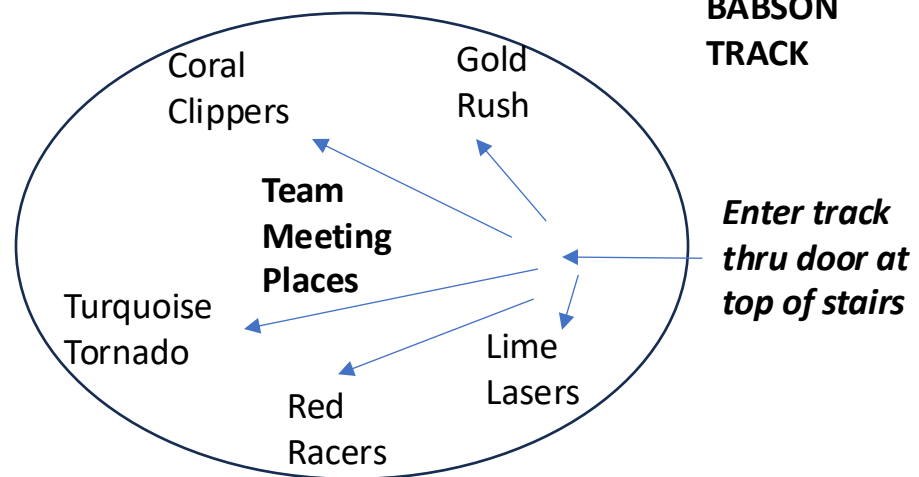 BABSON
TRACK
Coral
Clippers
Gold
Rush
Team
Meeting
Places
Enter track
thru door at
top of stairs
Turquoise
Tornado
Lime
Lasers
Red
Racers